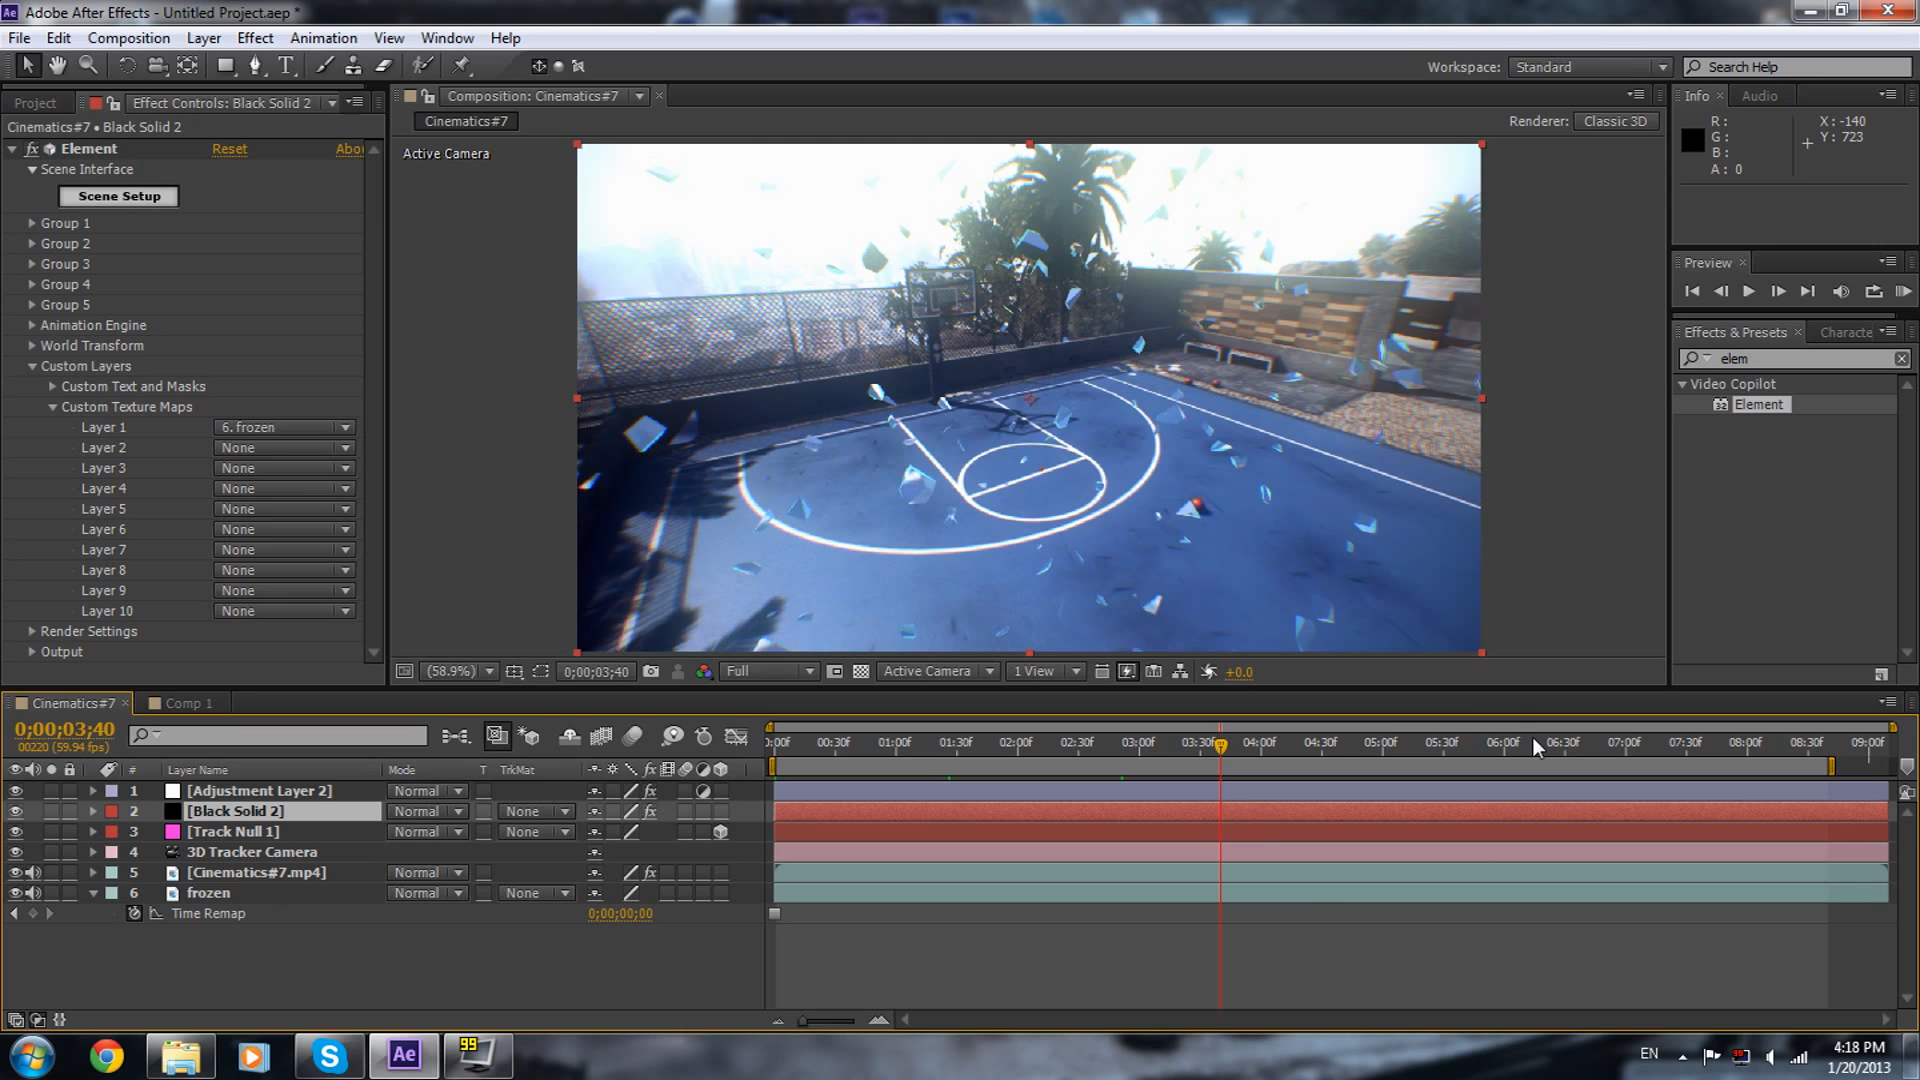 Ae Adobe After Effects - Untitled Project.aep *
File Edit Composition Layer Effect Animation View Window Help
Workspace: Standard Search Help
Project Effect Controls: Black Solid 2
Cinematics#7 • Black Solid 2
fx Element Reset Abou
Scene Interface
Scene Setup
Group 1
Group 2
Group 3
Group 4
Group 5
Animation Engine
World Transform
Custom Layers
Custom Text and Masks
Custom Texture Maps
Layer 1 6. frozen
Layer 2 None
Layer 3 None
Layer 4 None
Layer 5 None
Layer 6 None
Layer 7 None
Layer 8 None
Layer 9 None
Layer 10 None
Render Settings
Output
Composition: Cinematics#7
Cinematics#7
Renderer: Classic 3D
Active Camera
(58.9%) 0;00;03;40 Full Active Camera 1 View +0.0
Info Audio
R: X: -140
G: Y: 723
B:
A: 0
Preview
Effects & Presets Characte
elem
Video Copilot
32 Element
Cinematics#7 Comp 1
0;00;03;40
00220 (59.94 fps)
):00f 00:30f 01:00f 01:30f 02:00f 02:30f 03:00f 03:30f 04:00f 04:30f 05:00f 05:30f 06:00f 06:30f 07:00f 07:30f 08:00f 08:30f 09:00f
# Layer Name Mode T TrkMat fx
1 [Adjustment Layer 2] Normal fx
2 [Black Solid 2] Normal None fx
3 [Track Null 1] Normal None
4 3D Tracker Camera
5 [Cinematics#7.mp4] Normal fx
6 frozen Normal None
Time Remap 0;00;00;00
S Ae 99
EN
4:18 PM
1/20/2013